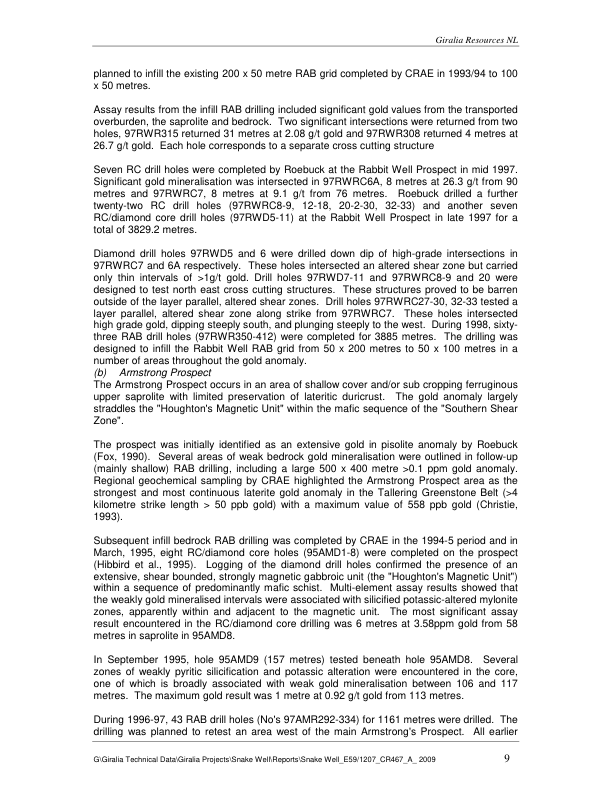 Giralia Resources NL
planned to infill the existing 200 x 50 metre RAB grid completed by CRAE in 1993/94 to 100
x 50 metres.
Assay results from the infill RAB drilling included significant gold values from the transported
overburden, the saprolite and bedrock. Two significant intersections were returned from two
holes, 97RWR315 returned 31 metres at 2.08 g/t gold and 97RWR308 returned 4 metres at
26.7 g/t gold. Each hole corresponds to a separate cross cutting structure
Seven RC drill holes were completed by Roebuck at the Rabbit Well Prospect in mid 1997.
Significant gold mineralisation was intersected in 97RWRC6A, 8 metres at 26.3 g/t from 90
metres and 97RWRC7, 8 metres at 9.1 g/t from 76 metres. Roebuck drilled a further
twenty-two RC drill holes (97RWRC8-9, 12-18, 20-2-30, 32-33) and another seven
RC/diamond core drill holes (97RWD5-11) at the Rabbit Well Prospect in late 1997 for a
total of 3829.2 metres.
Diamond drill holes 97RWD5 and 6 were drilled down dip of high-grade intersections in
97RWRC7 and 6A respectively. These holes intersected an altered shear zone but carried
only thin intervals of >1g/t gold. Drill holes 97RWD7-11 and 97RWRC8-9 and 20 were
designed to test north east cross cutting structures. These structures proved to be barren
outside of the layer parallel, altered shear zones. Drill holes 97RWRC27-30, 32-33 tested a
layer parallel, altered shear zone along strike from 97RWRC7. These holes intersected
high grade gold, dipping steeply south, and plunging steeply to the west. During 1998, sixty-
three RAB drill holes (97RWR350-412) were completed for 3885 metres. The drilling was
designed to infill the Rabbit Well RAB grid from 50 x 200 metres to 50 x 100 metres in a
number of areas throughout the gold anomaly.
(b) Armstrong Prospect
The Armstrong Prospect occurs in an area of shallow cover and/or sub cropping ferruginous
upper saprolite with limited preservation of lateritic duricrust. The gold anomaly largely
straddles the "Houghton's Magnetic Unit" within the mafic sequence of the "Southern Shear
Zone".
The prospect was initially identified as an extensive gold in pisolite anomaly by Roebuck
(Fox, 1990). Several areas of weak bedrock gold mineralisation were outlined in follow-up
(mainly shallow) RAB drilling, including a large 500 x 400 metre >0.1 ppm gold anomaly.
Regional geochemical sampling by CRAE highlighted the Armstrong Prospect area as the
strongest and most continuous laterite gold anomaly in the Tallering Greenstone Belt (>4
kilometre strike length > 50 ppb gold) with a maximum value of 558 ppb gold (Christie,
1993).
Subsequent infill bedrock RAB drilling was completed by CRAE in the 1994-5 period and in
March, 1995, eight RC/diamond core holes (95AMD1-8) were completed on the prospect
(Hibbird et al., 1995). Logging of the diamond drill holes confirmed the presence of an
extensive, shear bounded, strongly magnetic gabbroic unit (the "Houghton's Magnetic Unit")
within a sequence of predominantly mafic schist. Multi-element assay results showed that
the weakly gold mineralised intervals were associated with silicified potassic-altered mylonite
zones, apparently within and adjacent to the magnetic unit. The most significant assay
result encountered in the RC/diamond core drilling was 6 metres at 3.58ppm gold from 58
metres in saprolite in 95AMD8.
In September 1995, hole 95AMD9 (157 metres) tested beneath hole 95AMD8. Several
zones of weakly pyritic silicification and potassic alteration were encountered in the core,
one of which is broadly associated with weak gold mineralisation between 106 and 117
metres. The maximum gold result was 1 metre at 0.92 g/t gold from 113 metres.
During 1996-97, 43 RAB drill holes (No's 97AMR292-334) for 1161 metres were drilled. The
drilling was planned to retest an area west of the main Armstrong's Prospect. All earlier
G\Giralia Technical Data\Giralia Projects\Snake Well\Reports\Snake Well_E59/1207_CR467_A_ 2009 9